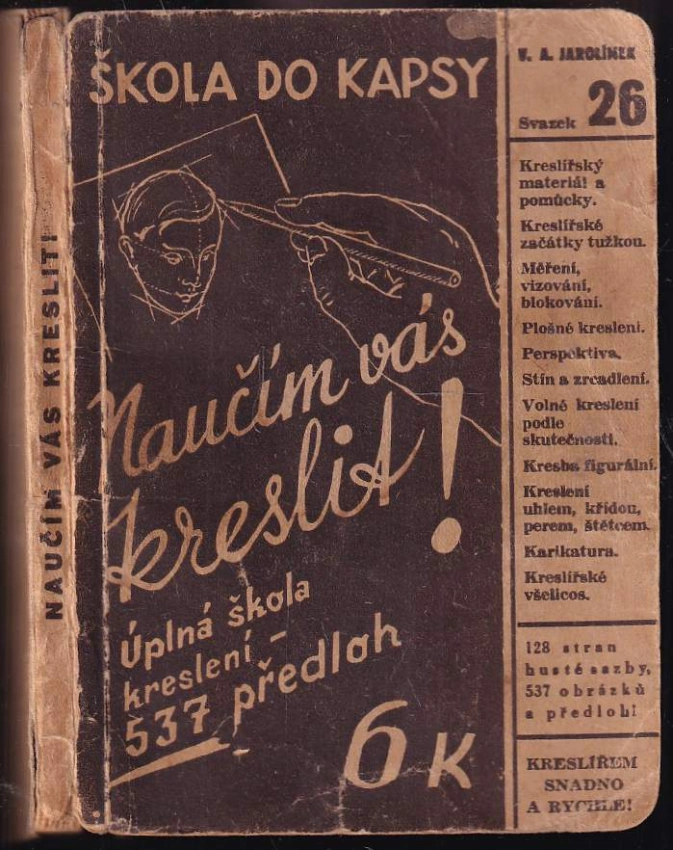 NAUČÍM VÁS KRESLITI
ŠKOLA DO KAPSY
Naučím vás
kreslit!
Úplná škola
kreslení -
537 předloh
6 K
V. A. JAROLÍMEK
Svazek 26
Kreslířský
materiál a
pomůcky.
Kreslířské
začátky tužkou.
Měření,
vizování,
blokování.
Plošné kreslení.
Perspektiva.
Stín a zrcadlení.
Volné kreslení
podle
skutečnosti.
Kresba figurální.
Kreslení
uhlem, křídou,
perem, štětcem.
Karikatura.
Kreslířské
všelicos.
128 stran
husté sazby,
537 obrázků
a předloh!
KRESLÍŘEM
SNADNO
A RYCHLE!